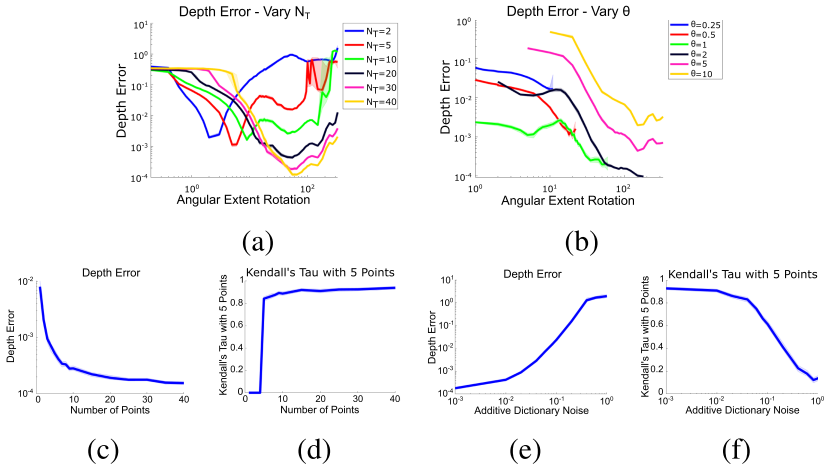 Depth Error - Vary N_T
10^1
10^0
10^-1
10^-2
10^-3
10^-4
Depth Error
10^0
10^2
Angular Extent Rotation
N_T=2
N_T=5
N_T=10
N_T=20
N_T=30
N_T=40
(a)
Depth Error - Vary θ
10^0
10^-1
10^-2
10^-3
10^-4
Depth Error
10^0
10^1
10^2
Angular Extent Rotation
θ=0.25
θ=0.5
θ=1
θ=2
θ=5
θ=10
(b)
Depth Error
10^-2
10^-3
10^-4
Depth Error
0
10
20
30
40
Number of Points
(c)
Kendall's Tau with 5 Points
1
0.8
0.6
0.4
0.2
0
Kendall's Tau with 5 Points
0
10
20
30
40
Number of Points
(d)
Depth Error
10^1
10^0
10^-1
10^-2
10^-3
10^-4
Depth Error
10^-3
10^-2
10^-1
10^0
Additive Dictionary Noise
(e)
Kendall's Tau with 5 Points
1
0.8
0.6
0.4
0.2
0
Kendall's Tau with 5 Points
10^-3
10^-2
10^-1
10^0
Additive Dictionary Noise
(f)